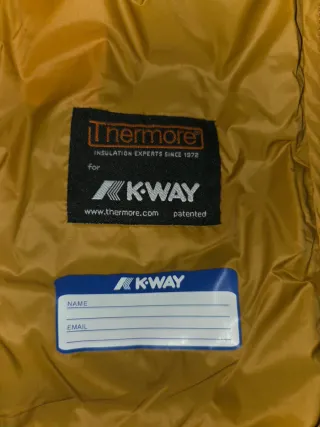 Thermore®
INSULATION EXPERTS SINCE 1972
for
K-WAY
www.thermore.com patented
K-WAY
NAME
EMAIL